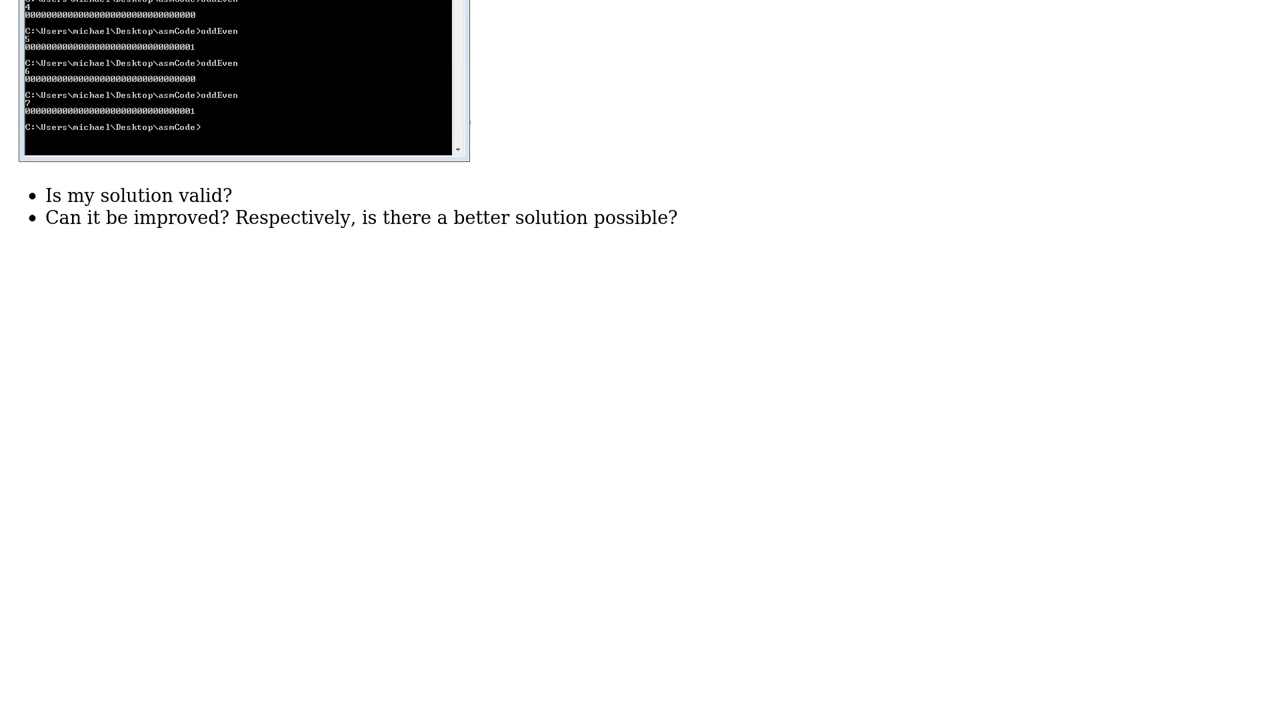 4
00000000000000000000000000000000
C:\Users\michael\Desktop\asmCode>oddEven
5
00000000000000000000000000000001
C:\Users\michael\Desktop\asmCode>oddEven
6
00000000000000000000000000000000
C:\Users\michael\Desktop\asmCode>oddEven
7
00000000000000000000000000000001
C:\Users\michael\Desktop\asmCode>
• Is my solution valid?
• Can it be improved? Respectively, is there a better solution possible?